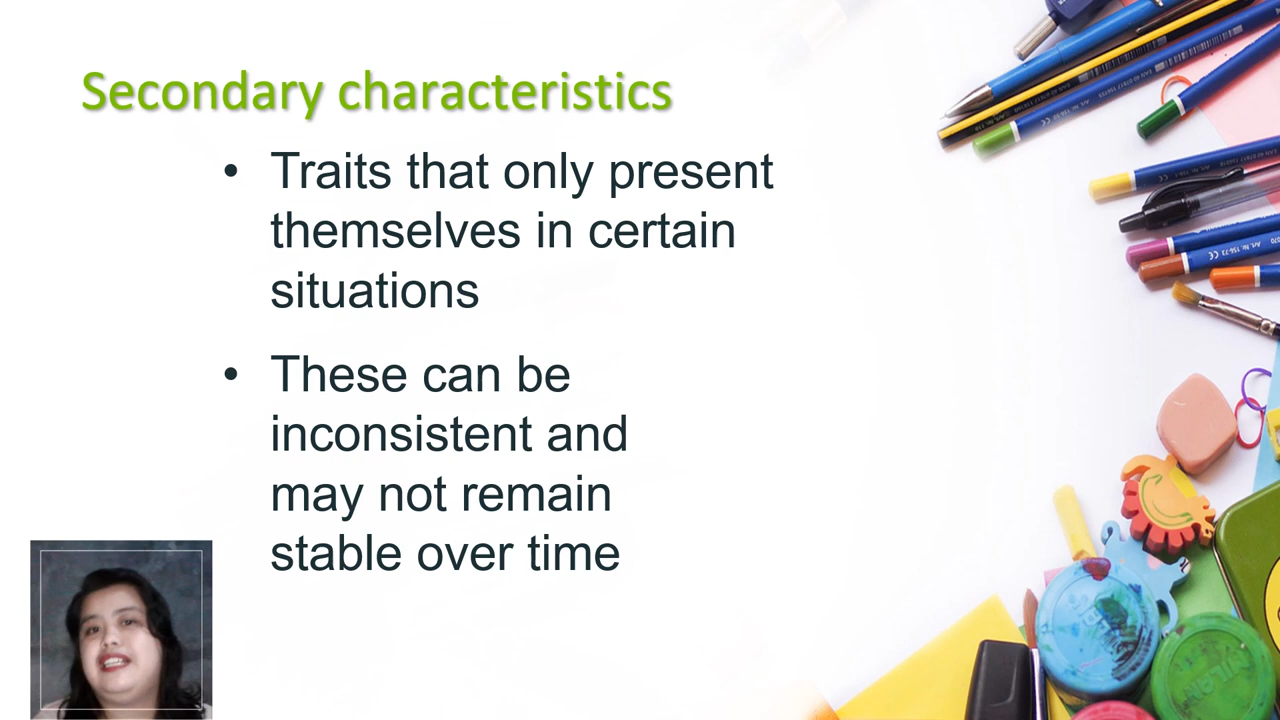 Secondary characteristics
• Traits that only present
themselves in certain
situations
• These can be
inconsistent and
may not remain
stable over time